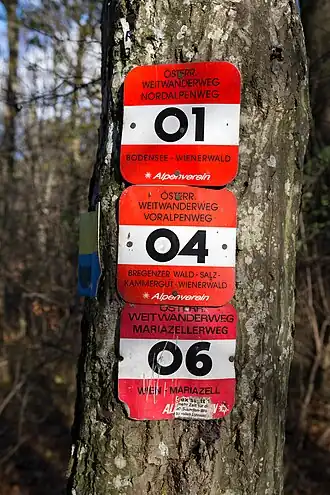 ÖSTERR.
WEITWANDERWEG
NORDALPENWEG
01
BODENSEE - WIENERWALD
Alpenverein
ÖSTR.
WEITWANDERWEG
VORALPENWEG
04
BREGENZER WALD - SALZ-
KAMMERGUT - WIENERWALD
Alpenverein
ÖSTERR.
WEITWANDERWEG
MARIAZELLERWEG
06
WIEN - MARIAZELL